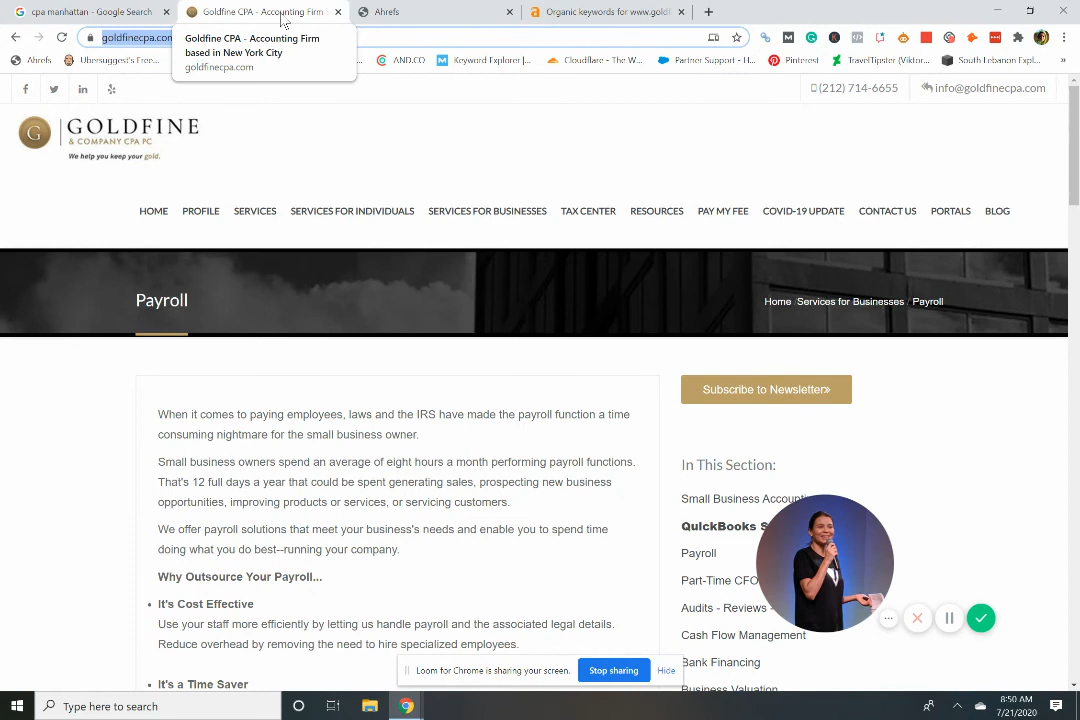 cpa manhattan - Google Search
Goldfine CPA - Accounting Firm
Ahrefs
Organic keywords for www.goldf
goldfinecpa.com
Goldfine CPA - Accounting Firm
based in New York City
goldfinecpa.com
Ahrefs
Ubersuggest's Free...
AND.CO
Keyword Explorer |...
Cloudflare - The W...
Partner Support - H...
Pinterest
TravelTipster (Viktor...
South Lebanon Expl...
(212) 714-6655
info@goldfinecpa.com
G
GOLDFINE
& COMPANY CPA PC
We help you keep your gold.
HOME PROFILE SERVICES SERVICES FOR INDIVIDUALS SERVICES FOR BUSINESSES TAX CENTER RESOURCES PAY MY FEE COVID-19 UPDATE CONTACT US PORTALS BLOG
Payroll
Home / Services for Businesses / Payroll
When it comes to paying employees, laws and the IRS have made the payroll function a time
consuming nightmare for the small business owner.
Small business owners spend an average of eight hours a month performing payroll functions.
That's 12 full days a year that could be spent generating sales, prospecting new business
opportunities, improving products or services, or servicing customers.
We offer payroll solutions that meet your business's needs and enable you to spend time
doing what you do best--running your company.
Why Outsource Your Payroll...
• It's Cost Effective
Use your staff more efficiently by letting us handle payroll and the associated legal details.
Reduce overhead by removing the need to hire specialized employees.
• It's a Time Saver
Subscribe to Newsletter»
In This Section:
Small Business Accounti
QuickBooks S
Payroll
Part-Time CFO
Audits - Reviews -
Cash Flow Management
Bank Financing
Business Valuation
Loom for Chrome is sharing your screen.
Stop sharing
Hide
Type here to search
8:50 AM
7/21/2020